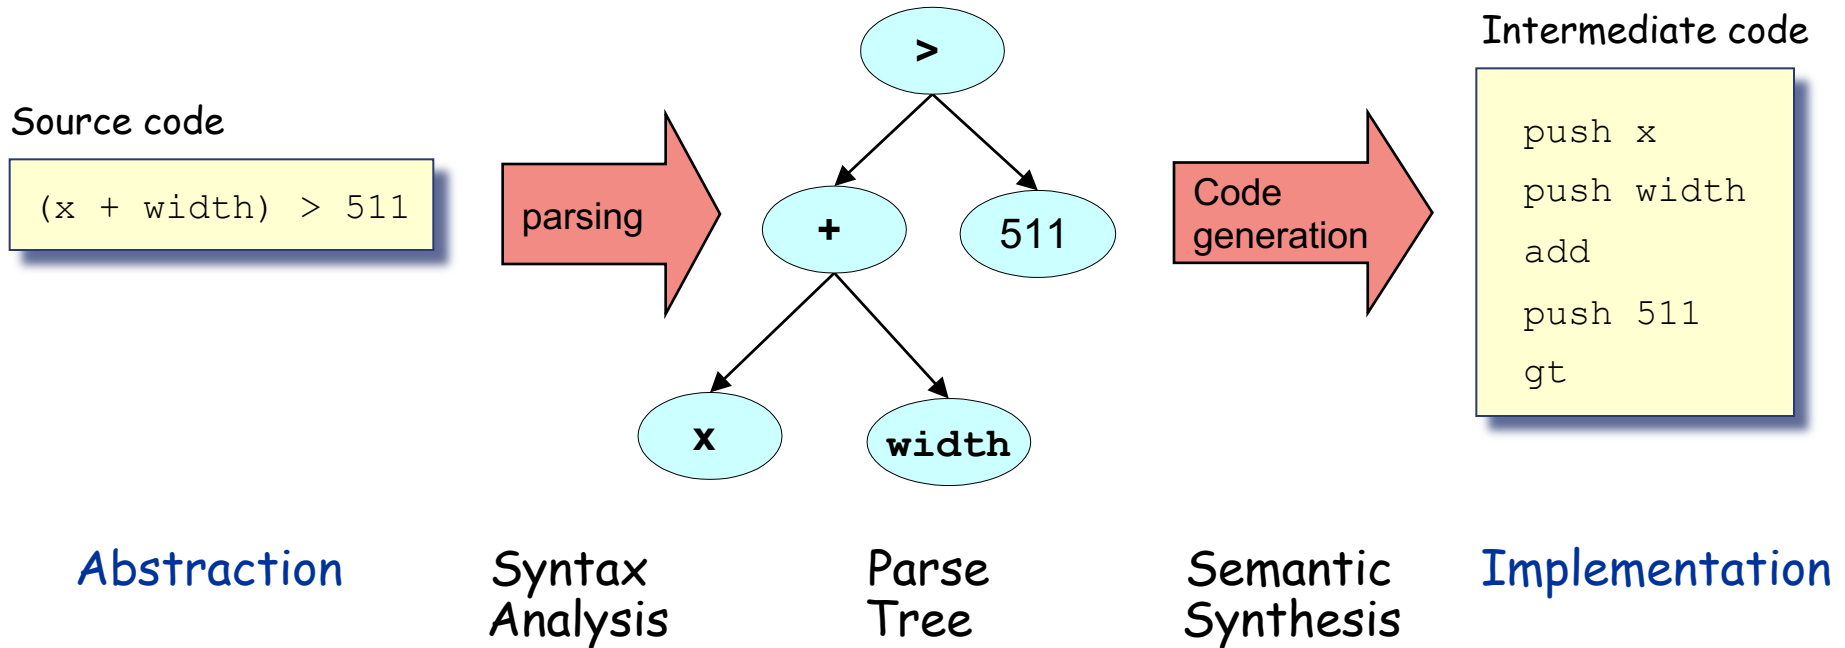 Source code
(x + width) > 511
parsing
>
+
511
x
width
Code
generation
Intermediate code
push x
push width
add
push 511
gt
Abstraction
Syntax
Analysis
Parse
Tree
Semantic
Synthesis
Implementation